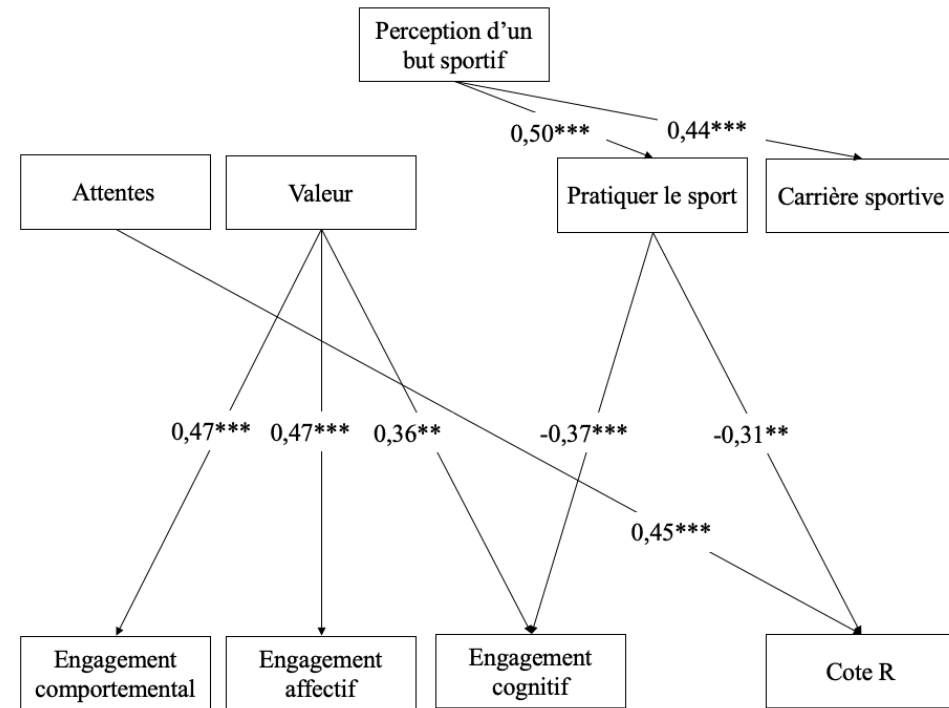 Perception d’un
but sportif
0,50***
0,44***
Attentes
Valeur
Pratiquer le sport
Carrière sportive
0,47***
0,47***
0,36**
-0,37***
-0,31**
0,45***
Engagement
comportemental
Engagement
affectif
Engagement
cognitif
Cote R